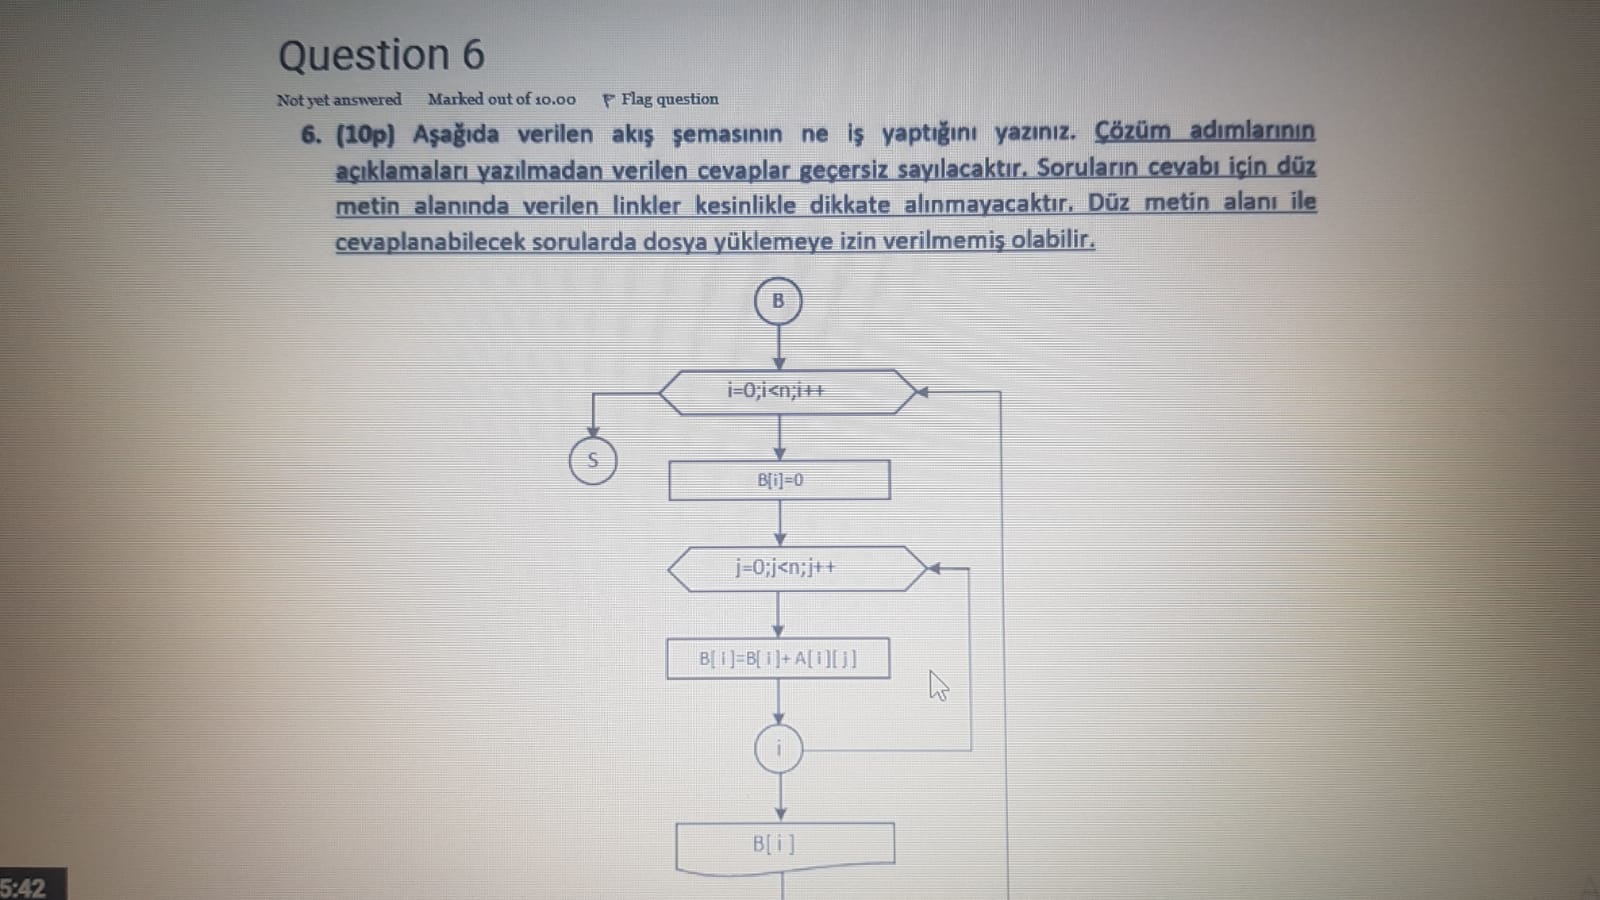 Question 6
Not yet answered Marked out of 10.00 Flag question
6. (10p) Aşağıda verilen akış şemasının ne iş yaptığını yazınız. Çözüm adımlarının
açıklamaları yazılmadan verilen cevaplar geçersiz sayılacaktır. Soruların cevabı için düz
metin alanında verilen linkler kesinlikle dikkate alınmayacaktır. Düz metin alanı ile
cevaplanabilecek sorularda dosya yüklemeye izin verilmemiş olabilir.
B
i=0;i<n;i++
S
B[i]=0
j=0;j<n;j++
B[ i ]=B[ i ]+ A[ i ][ j ]
i
B[ i ]
5:42